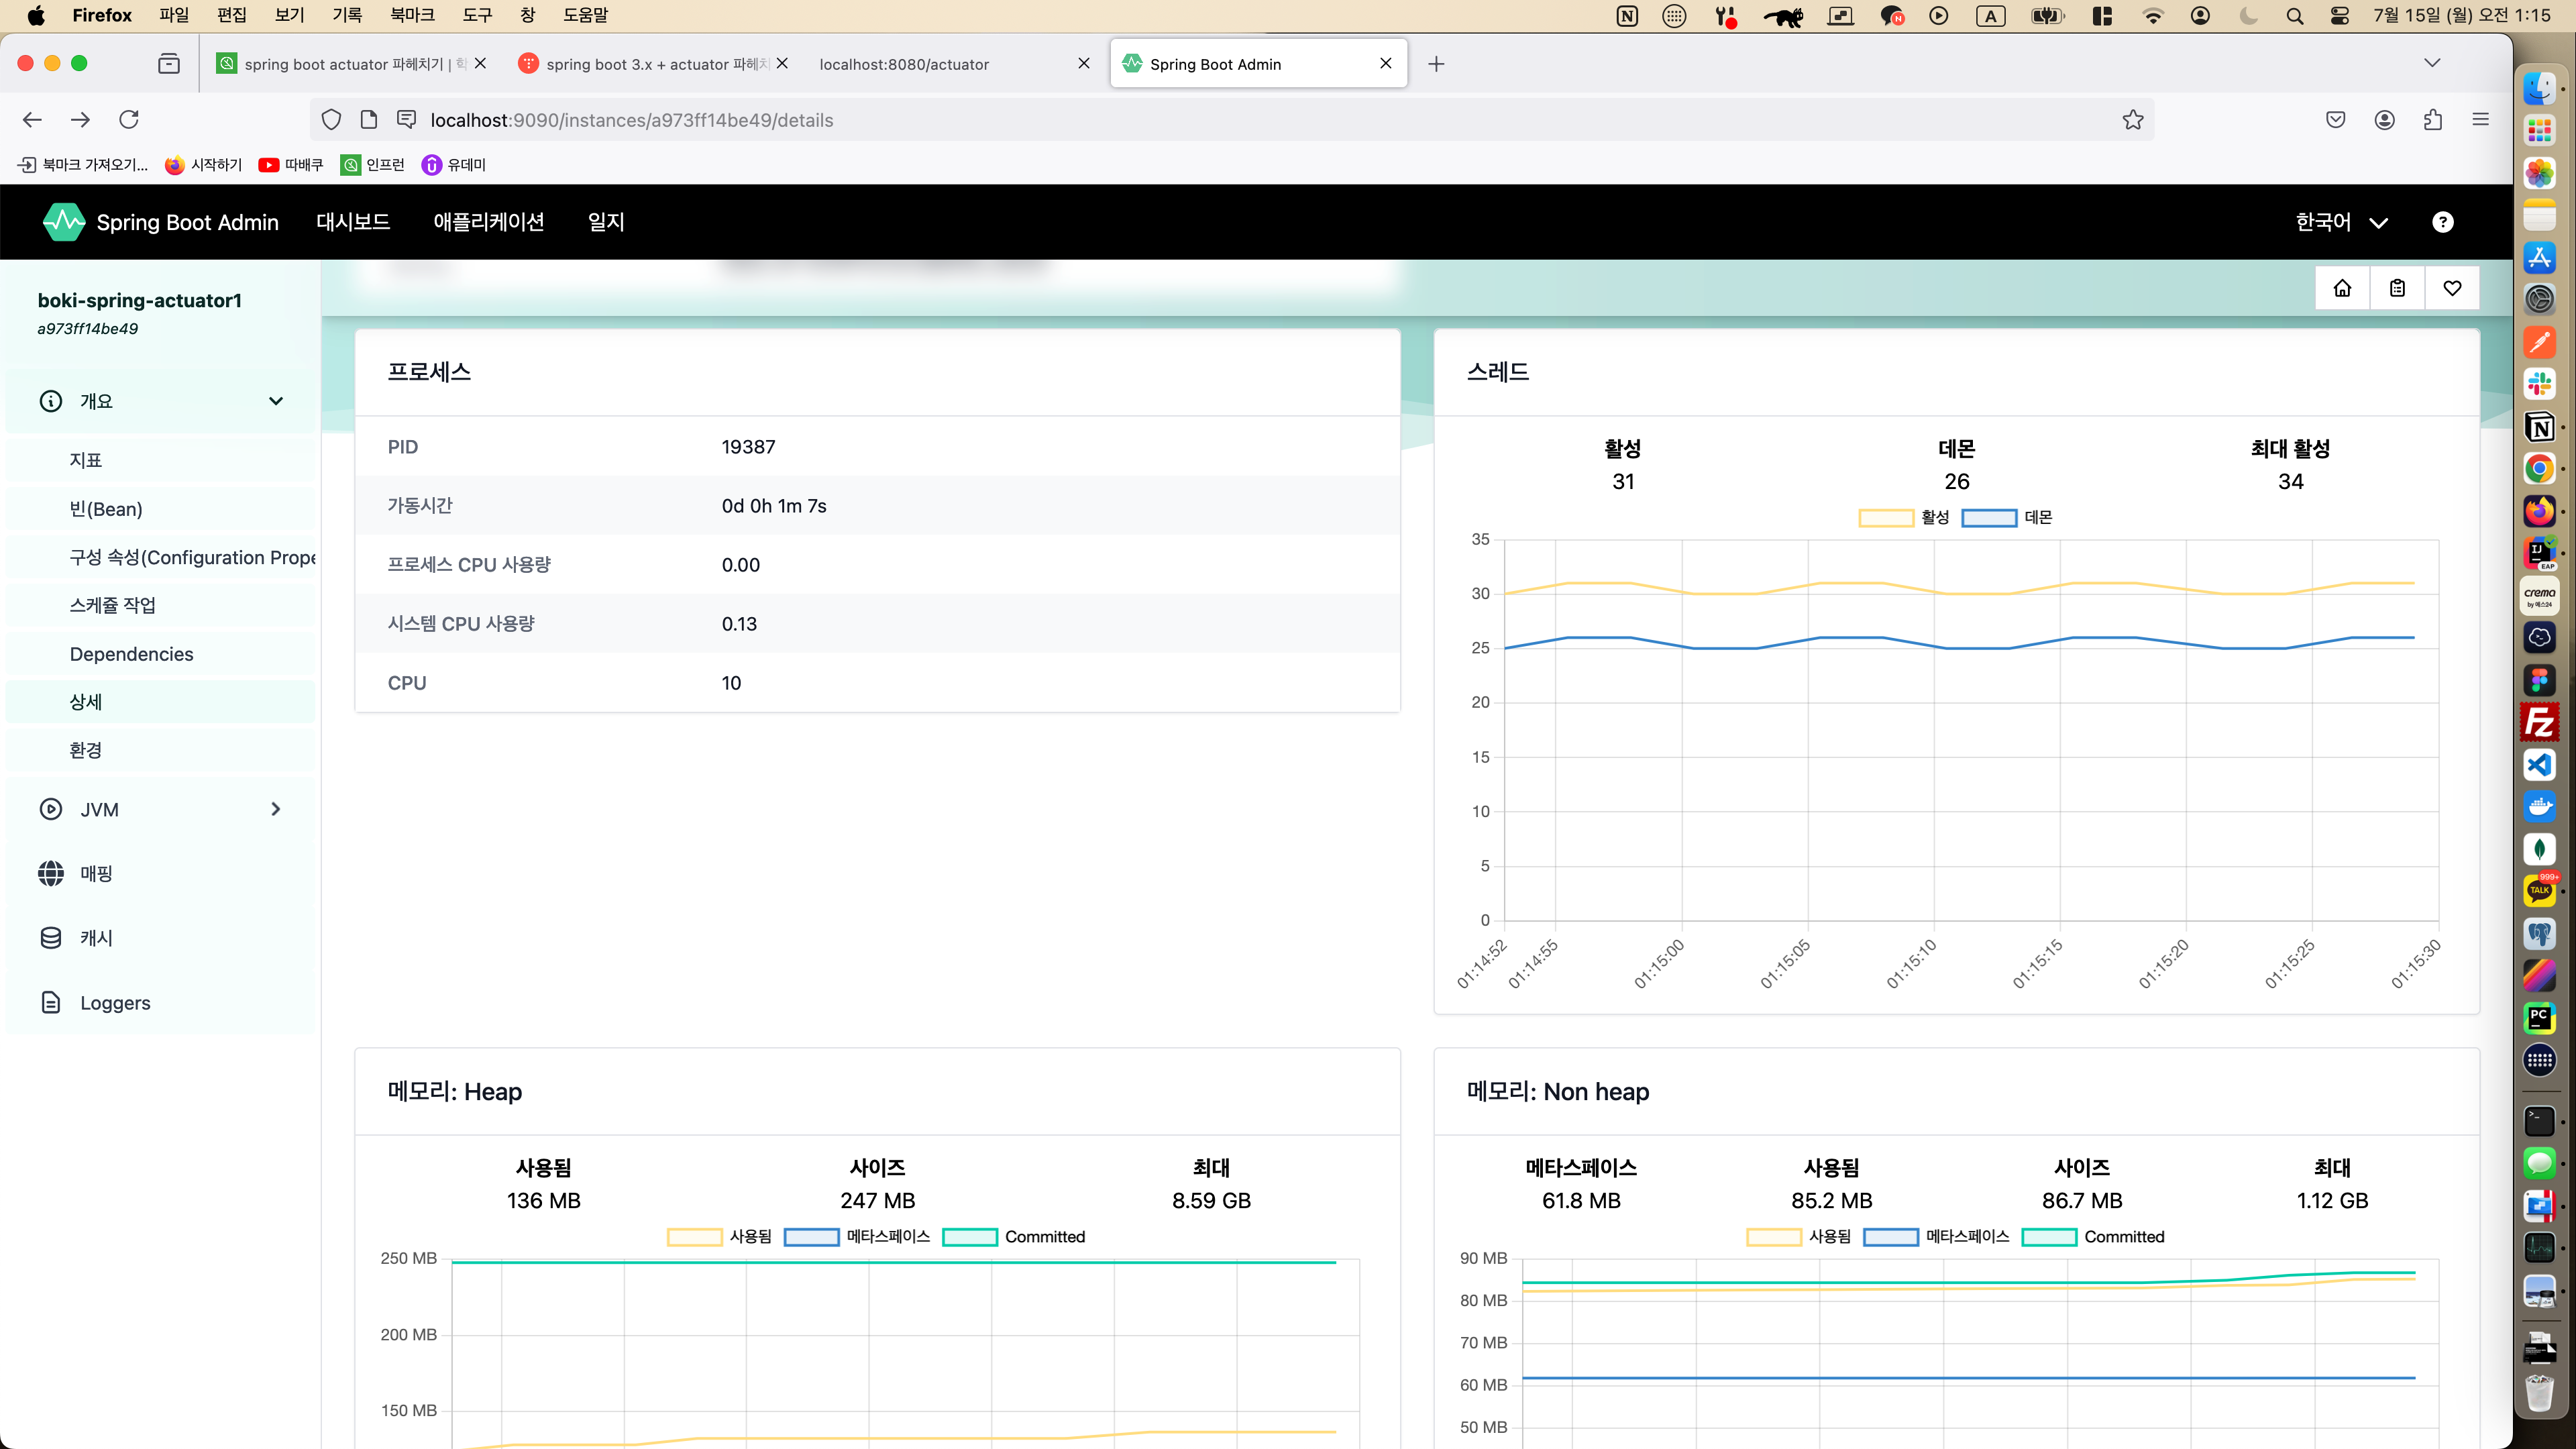 Firefox 파일 편집 보기 기록 북마크 도구 창 도움말 A 7월 15일 (월) 오전 1:15
spring boot actuator 파헤치기 | 학 spring boot 3.x + actuator 파헤치 localhost:8080/actuator Spring Boot Admin
localhost:9090/instances/a973ff14be49/details
북마크 가져오기... 시작하기 따배쿠 인프런 유데미
Spring Boot Admin 대시보드 애플리케이션 일지 한국어
boki-spring-actuator1
a973ff14be49
개요
지표
빈(Bean)
구성 속성(Configuration Prope
스케쥴 작업
Dependencies
상세
환경
JVM
매핑
캐시
Loggers
프로세스
PID 19387
가동시간 0d 0h 1m 7s
프로세스 CPU 사용량 0.00
시스템 CPU 사용량 0.13
CPU 10
스레드
활성 데몬 최대 활성
31 26 34
활성 데몬
35
30
25
20
15
10
5
0
01:14:52 01:14:55 01:15:00 01:15:05 01:15:10 01:15:15 01:15:20 01:15:25 01:15:30
메모리: Heap
사용됨 사이즈 최대
136 MB 247 MB 8.59 GB
사용됨 메타스페이스 Committed
250 MB
200 MB
150 MB
메모리: Non heap
메타스페이스 사용됨 사이즈 최대
61.8 MB 85.2 MB 86.7 MB 1.12 GB
사용됨 메타스페이스 Committed
90 MB
80 MB
70 MB
60 MB
50 MB
IJ
EAP
crema
by 예스24
FZ
999+
TALK
PC